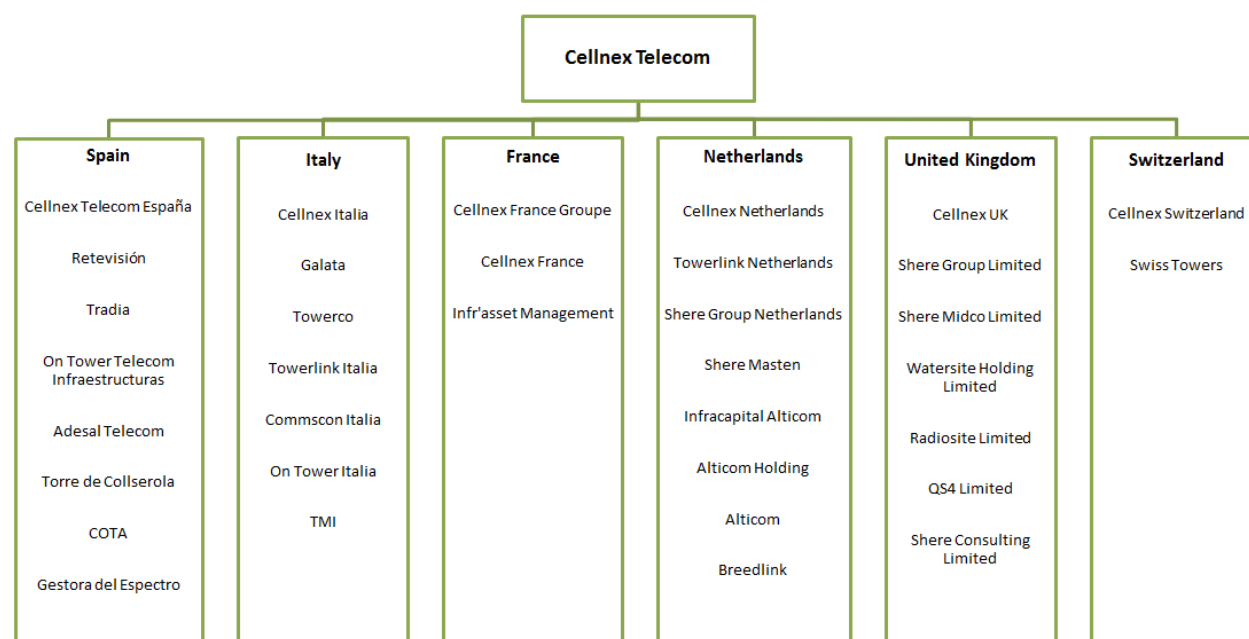 Cellnex Telecom
Spain
Cellnex Telecom España
Retevisión
Tradia
On Tower Telecom
Infraestructuras
Adesal Telecom
Torre de Collserola
COTA
Gestora del Espectro
Italy
Cellnex Italia
Galata
Towerco
Towerlink Italia
Commscon Italia
On Tower Italia
TMI
France
Cellnex France Groupe
Cellnex France
Infr'asset Management
Netherlands
Cellnex Netherlands
Towerlink Netherlands
Shere Group Netherlands
Shere Masten
Infracapital Alticom
Alticom Holding
Alticom
Breedlink
United Kingdom
Cellnex UK
Shere Group Limited
Shere Midco Limited
Watersite Holding
Limited
Radiosite Limited
QS4 Limited
Shere Consulting
Limited
Switzerland
Cellnex Switzerland
Swiss Towers